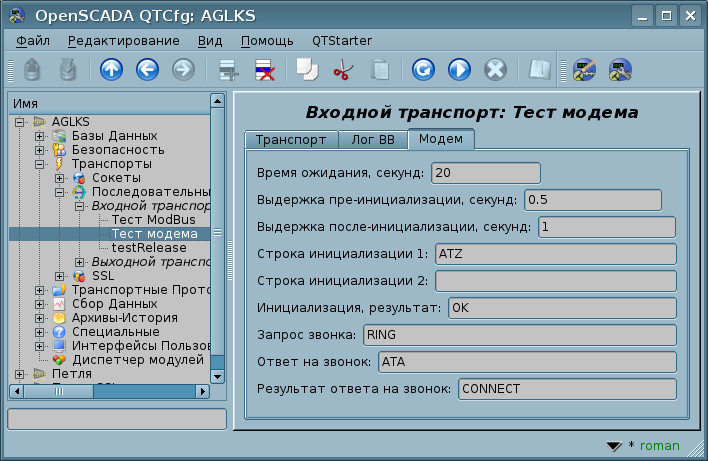 OpenSCADA QTCfg: AGLKS
Файл Редактирование Вид Помощь QTStarter
Имя
AGLKS
Базы Данных
Безопасность
Транспорты
Сокеты
Последовательны
Входной транспор
Тест ModBus
Тест модема
testRelease
Выходной трансп
SSL
Транспортные Прото
Сбор Данных
Архивы-История
Специальные
Интерфейсы Пользов
Диспетчер модулей
Петля
Входной транспорт: Тест модема
Транспорт Лог ВВ Модем
Время ожидания, секунд: 20
Выдержка пре-инициализации, секунд: 0.5
Выдержка после-инициализации, секунд: 1
Строка инициализации 1: ATZ
Строка инициализации 2:
Инициализация, результат: OK
Запрос звонка: RING
Ответ на звонок: ATA
Результат ответа на звонок: CONNECT
* roman